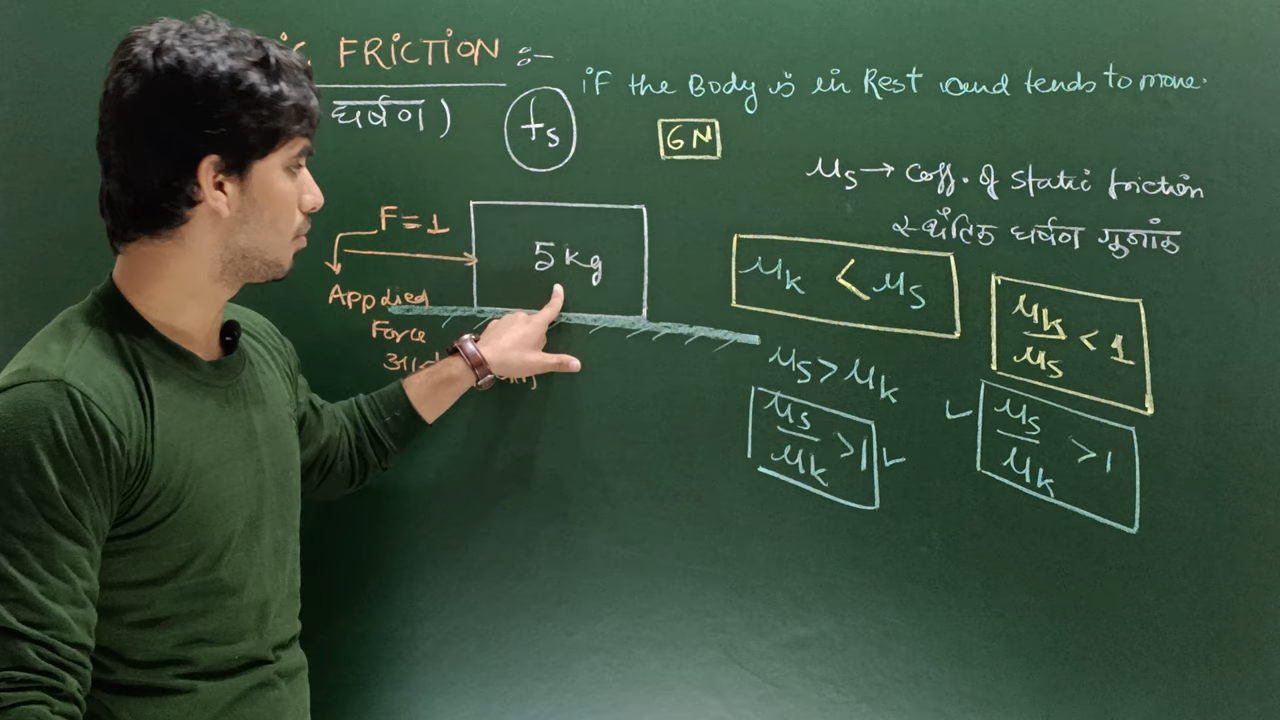 FRICTION :-
घर्षण )
fs
if the Body is in Rest and tends to move.
6N
μs → Coff. of static friction
स्थैतिक घर्षण गुणांक
F = 1
5 kg
Applied
Force
μk < μs
μk/μs < 1
μs > μk
μs/μk > 1 ✓
✓ μs/μk > 1